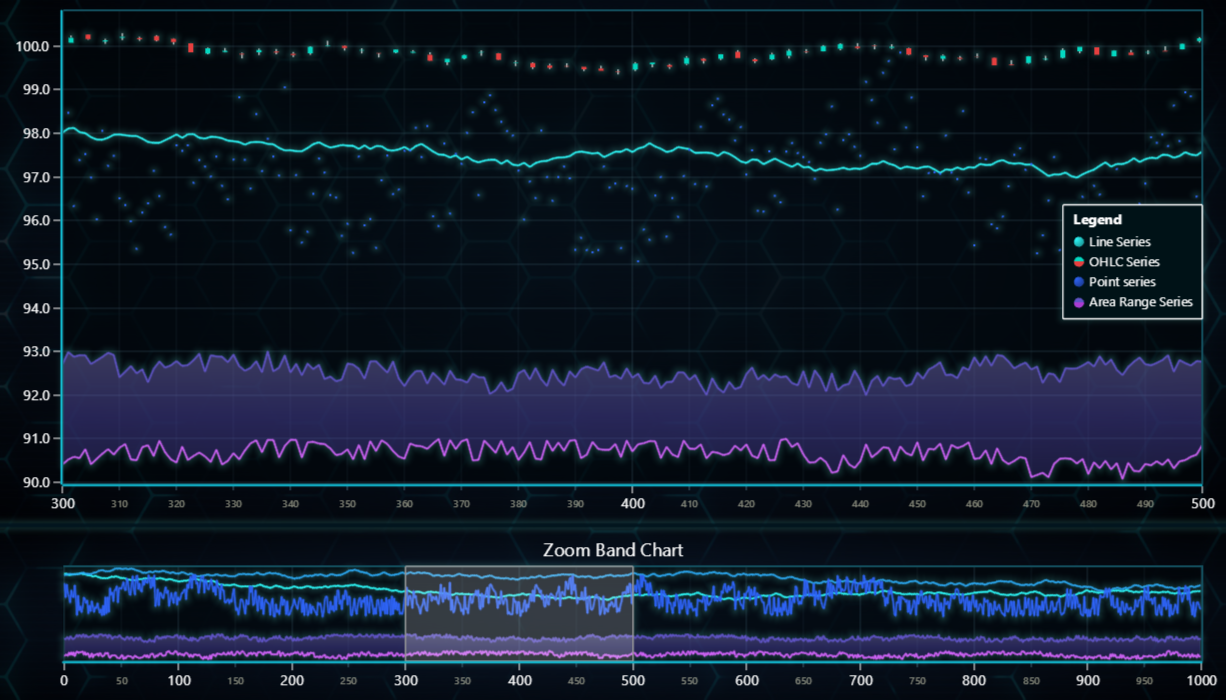 100.0
99.0
98.0
97.0
96.0
95.0
94.0
93.0
92.0
91.0
90.0
Legend
Line Series
OHLC Series
Point series
Area Range Series
300 310 320 330 340 350 360 370 380 390 400 410 420 430 440 450 460 470 480 490 500
Zoom Band Chart
0 50 100 150 200 250 300 350 400 450 500 550 600 650 700 750 800 850 900 950 1000